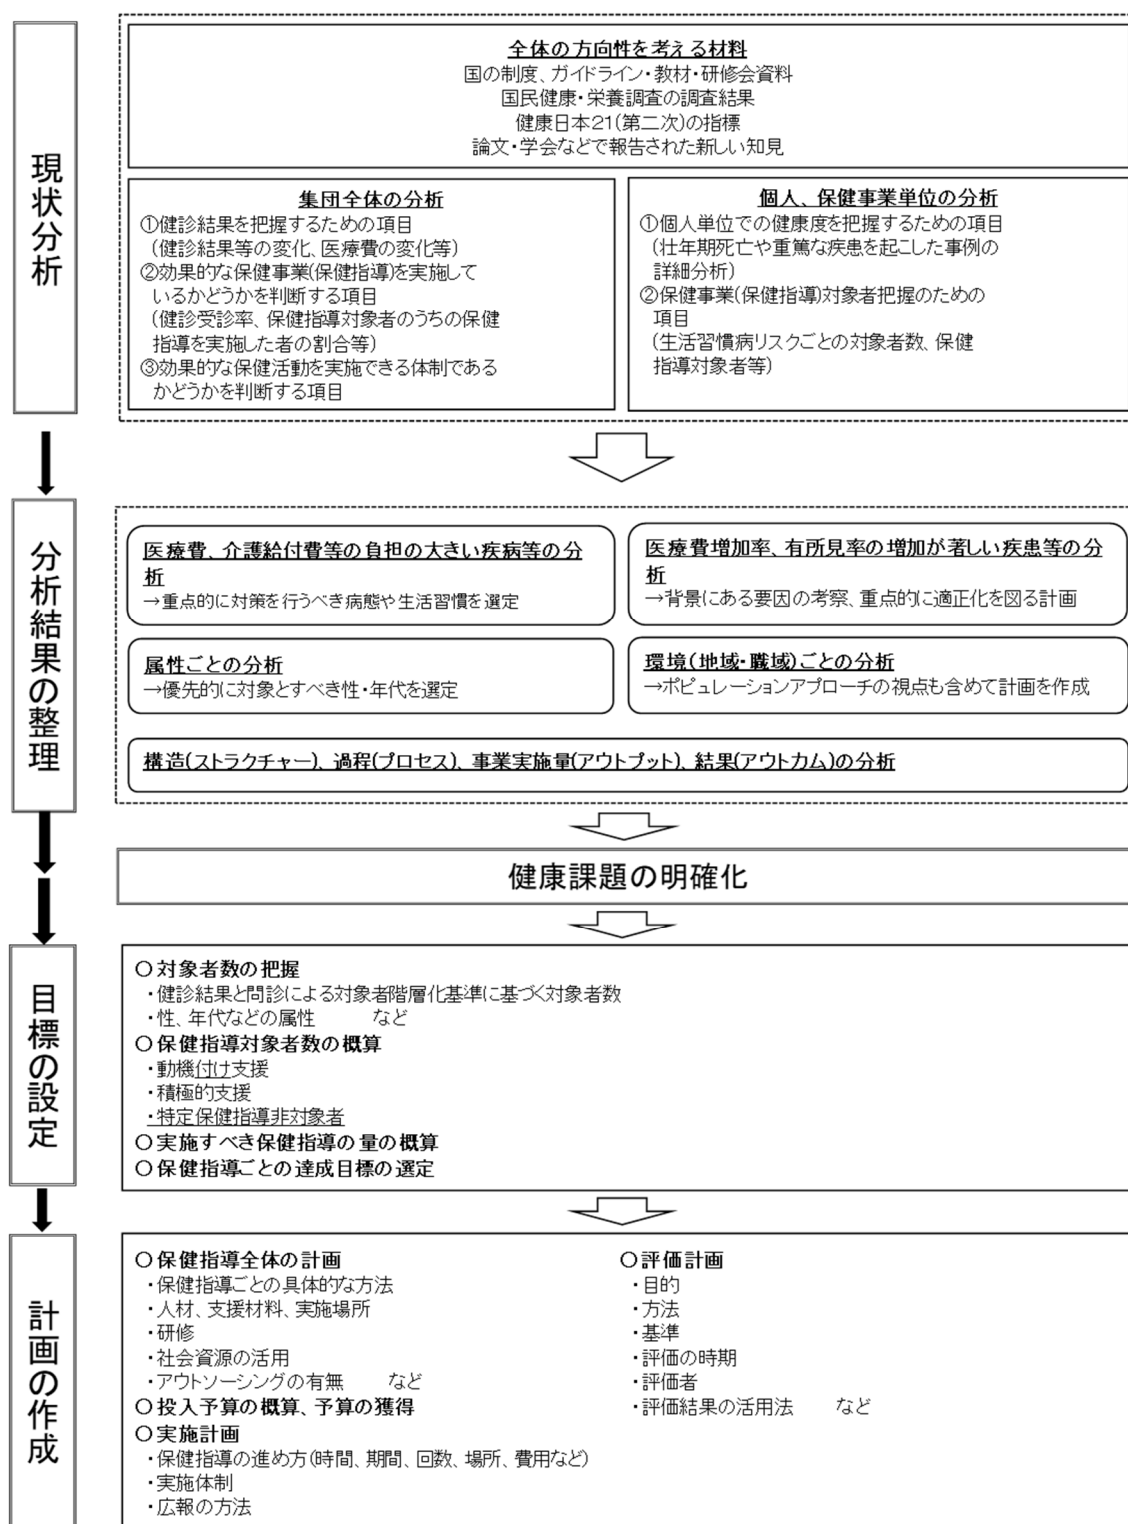 現状分析
全体の方向性を考える材料
国の制度、ガイドライン・教材・研修会資料
国民健康・栄養調査の調査結果
健康日本21(第二次)の指標
論文・学会などで報告された新しい知見
集団全体の分析
①健診結果を把握するための項目
(健診結果等の変化、医療費の変化等)
②効果的な保健事業(保健指導)を実施して
いるかどうかを判断する項目
(健診受診率、保健指導対象者のうちの保健
指導を実施した者の割合等)
③効果的な保健活動を実施できる体制である
かどうかを判断する項目
個人、保健事業単位の分析
①個人単位での健康度を把握するための項目
(壮年期死亡や重篤な疾患を起こした事例の
詳細分析)
②保健事業(保健指導)対象者把握のための
項目
(生活習慣病リスクごとの対象者数、保健
指導対象者等)
分析結果の整理
医療費、介護給付費等の負担の大きい疾病等の分
析
→重点的に対策を行うべき病態や生活習慣を選定
医療費増加率、有所見率の増加が著しい疾患等の分
析
→背景にある要因の考察、重点的に適正化を図る計画
属性ごとの分析
→優先的に対象とすべき性・年代を選定
環境(地域・職域)ごとの分析
→ポピュレーションアプローチの視点も含めて計画を作成
構造(ストラクチャー)、過程(プロセス)、事業実施量(アウトプット)、結果(アウトカム)の分析
健康課題の明確化
目標の設定
○対象者数の把握
・健診結果と問診による対象者階層化基準に基づく対象者数
・性、年代などの属性 など
○保健指導対象者数の概算
・動機付け支援
・積極的支援
・特定保健指導非対象者
○実施すべき保健指導の量の概算
○保健指導ごとの達成目標の選定
計画の作成
○保健指導全体の計画
・保健指導ごとの具体的な方法
・人材、支援材料、実施場所
・研修
・社会資源の活用
・アウトソーシングの有無 など
○投入予算の概算、予算の獲得
○実施計画
・保健指導の進め方(時間、期間、回数、場所、費用など)
・実施体制
・広報の方法
○評価計画
・目的
・方法
・基準
・評価の時期
・評価者
・評価結果の活用法 など